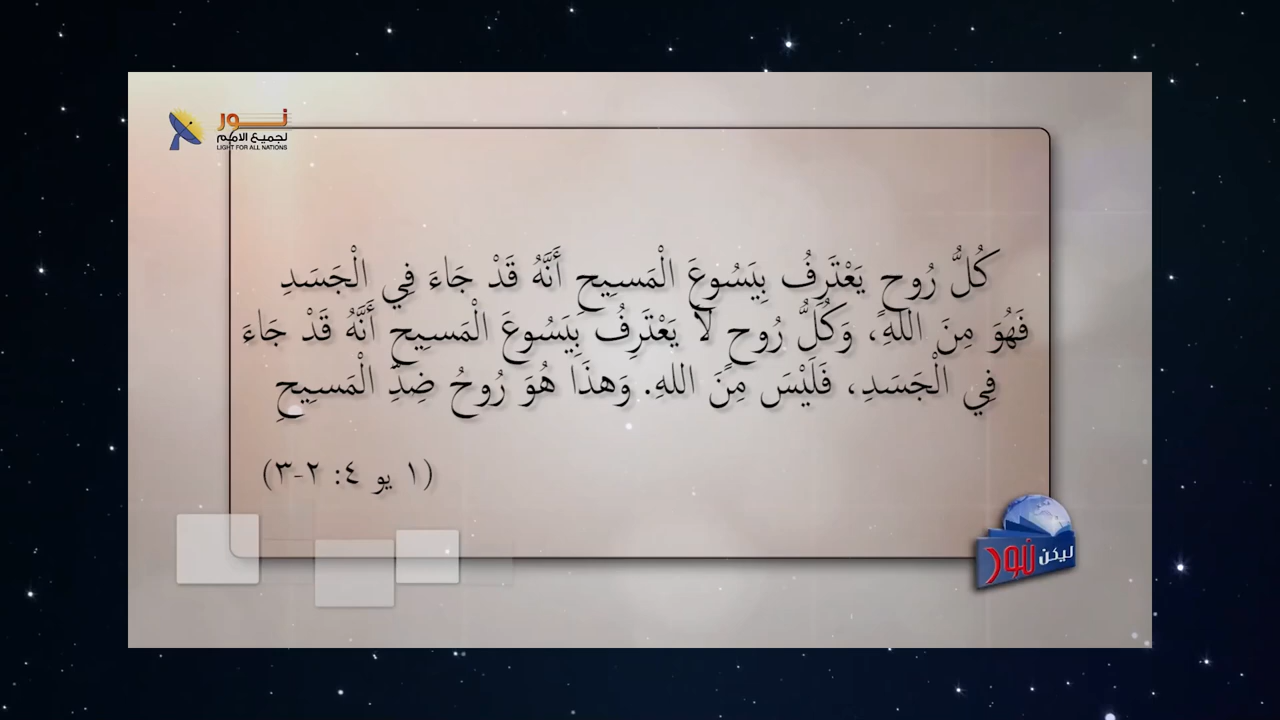 نور
لجميع الامم
LIGHT FOR ALL NATIONS
كُلُّ رُوحٍ يَعْتَرِفُ بِيَسُوعَ الْمَسِيحِ أَنَّهُ قَدْ جَاءَ فِي الْجَسَدِ
فَهُوَ مِنَ اللهِ، وَكُلُّ رُوحٍ لاَ يَعْتَرِفُ بِيَسُوعَ الْمَسِيحِ أَنَّهُ قَدْ جَاءَ
فِي الْجَسَدِ، فَلَيْسَ مِنَ اللهِ. وَهذَا هُوَ رُوحُ ضِدِّ الْمَسِيحِ
(١ يو ٤: ٢-٣)
ليكن نور